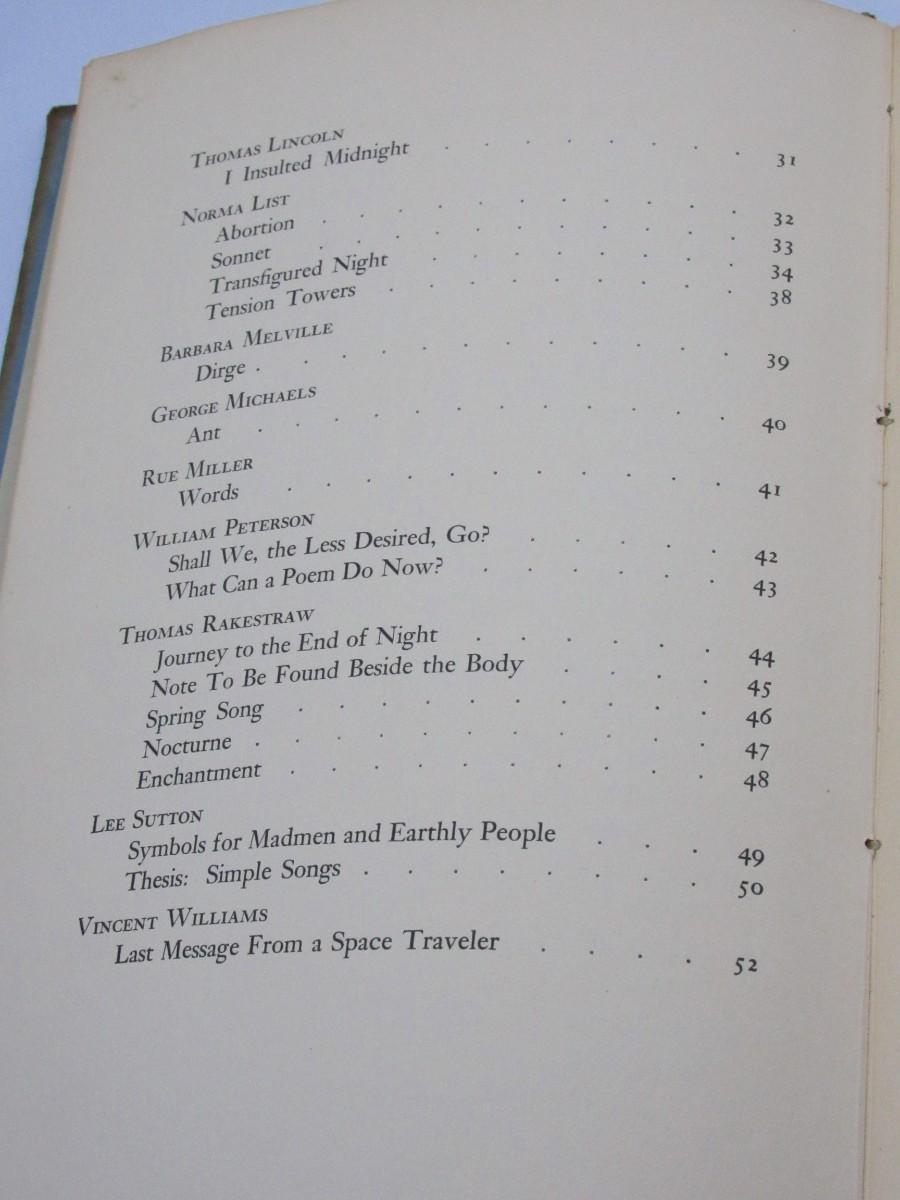 THOMAS LINCOLN
I Insulted Midnight . . . . . . . . 31
NORMA LIST
Abortion . . . . . . . . . . . 32
Sonnet . . . . . . . . . . . 33
Transfigured Night . . . . . . . . 34
Tension Towers . . . . . . . . . 38
BARBARA MELVILLE
Dirge . . . . . . . . . . . . 39
GEORGE MICHAELS
Ant . . . . . . . . . . . . 40
RUE MILLER
Words . . . . . . . . . . . 41
WILLIAM PETERSON
Shall We, the Less Desired, Go? . . . . . 42
What Can a Poem Do Now? . . . . . . 43
THOMAS RAKESTRAW
Journey to the End of Night . . . . . . 44
Note To Be Found Beside the Body . . . . 45
Spring Song . . . . . . . . . . 46
Nocturne . . . . . . . . . . . 47
Enchantment . . . . . . . . . . 48
LEE SUTTON
Symbols for Madmen and Earthly People . . . 49
Thesis: Simple Songs . . . . . . . . 50
VINCENT WILLIAMS
Last Message From a Space Traveler . . . . 52